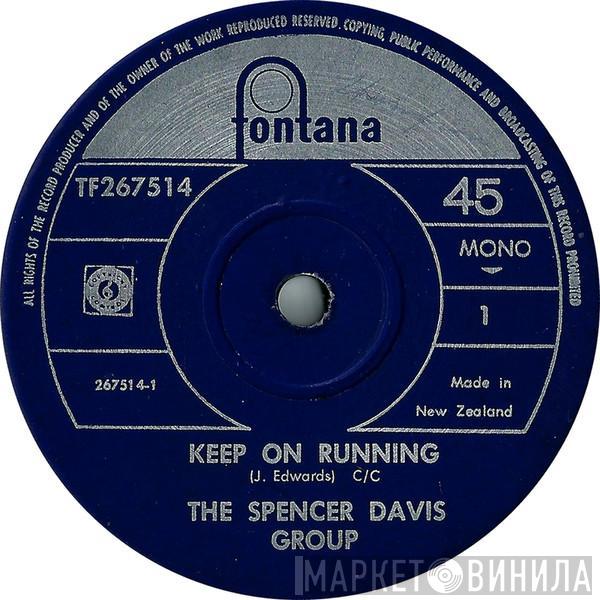 ALL RIGHTS OF THE RECORD PRODUCER AND OF THE OWNER OF THE WORK REPRODUCED RESERVED. COPYING, PUBLIC PERFORMANCE AND BROADCASTING OF THIS RECORD PROHIBITED
fontana
TF267514
45
MONO
1
267514-1
Made in
New Zealand
KEEP ON RUNNING
(J. Edwards) C/C
THE SPENCER DAVIS
GROUP
МАРКЕТ ВИНИЛА